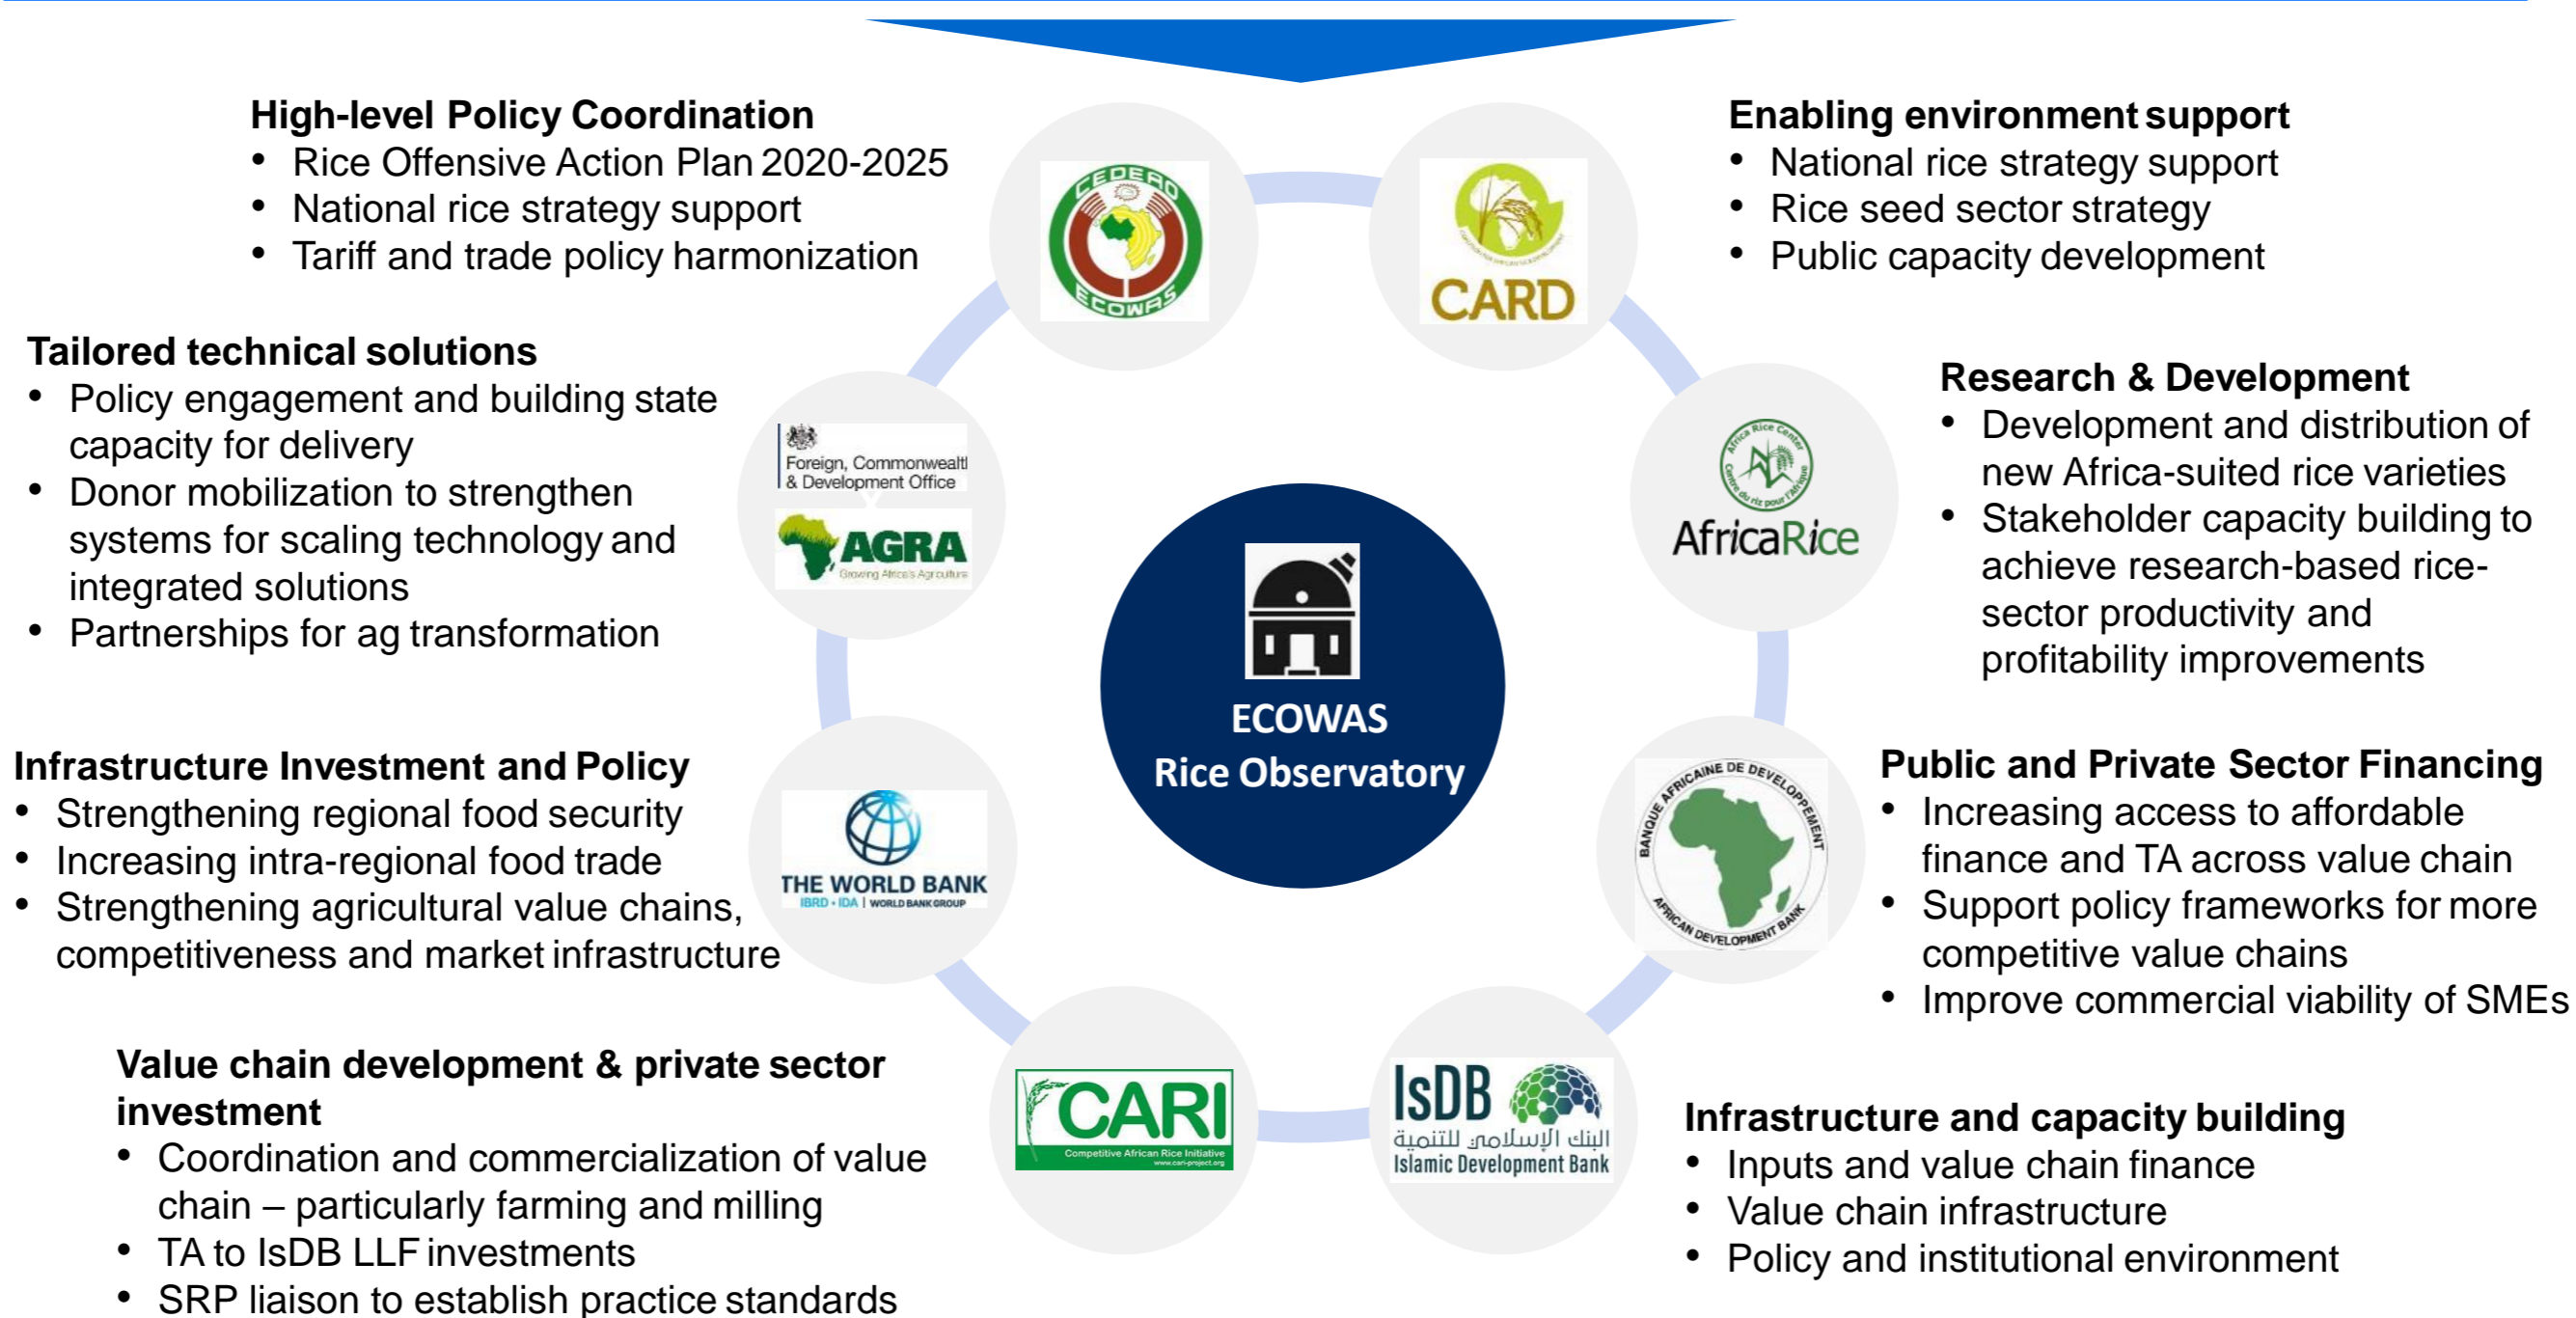 High-level Policy Coordination
• Rice Offensive Action Plan 2020-2025
• National rice strategy support
• Tariff and trade policy harmonization
CEDEAO
ECOWAS
CARD
Enabling environment support
• National rice strategy support
• Rice seed sector strategy
• Public capacity development
Tailored technical solutions
• Policy engagement and building state
capacity for delivery
• Donor mobilization to strengthen
systems for scaling technology and
integrated solutions
• Partnerships for ag transformation
Foreign, Commonwealt
& Development Office
AGRA
Growing Africa's Agriculture
Africa Rice Center
Centre du riz pour l'Afrique
AfricaRice
Research & Development
• Development and distribution of
new Africa-suited rice varieties
• Stakeholder capacity building to
achieve research-based rice-
sector productivity and
profitability improvements
ECOWAS
Rice Observatory
Infrastructure Investment and Policy
• Strengthening regional food security
• Increasing intra-regional food trade
• Strengthening agricultural value chains,
competitiveness and market infrastructure
THE WORLD BANK
IBRD • IDA | WORLD BANK GROUP
BANQUE AFRICAINE DE DEVELOPPEMENT
AFRICAN DEVELOPMENT BANK
Public and Private Sector Financing
• Increasing access to affordable
finance and TA across value chain
• Support policy frameworks for more
competitive value chains
• Improve commercial viability of SMEs
Value chain development & private sector
investment
• Coordination and commercialization of value
chain – particularly farming and milling
• TA to IsDB LLF investments
• SRP liaison to establish practice standards
CARI
Competitive African Rice Initiative
www.cari-project.org
IsDB
البنك الإسلامي للتنمية
Islamic Development Bank
Infrastructure and capacity building
• Inputs and value chain finance
• Value chain infrastructure
• Policy and institutional environment